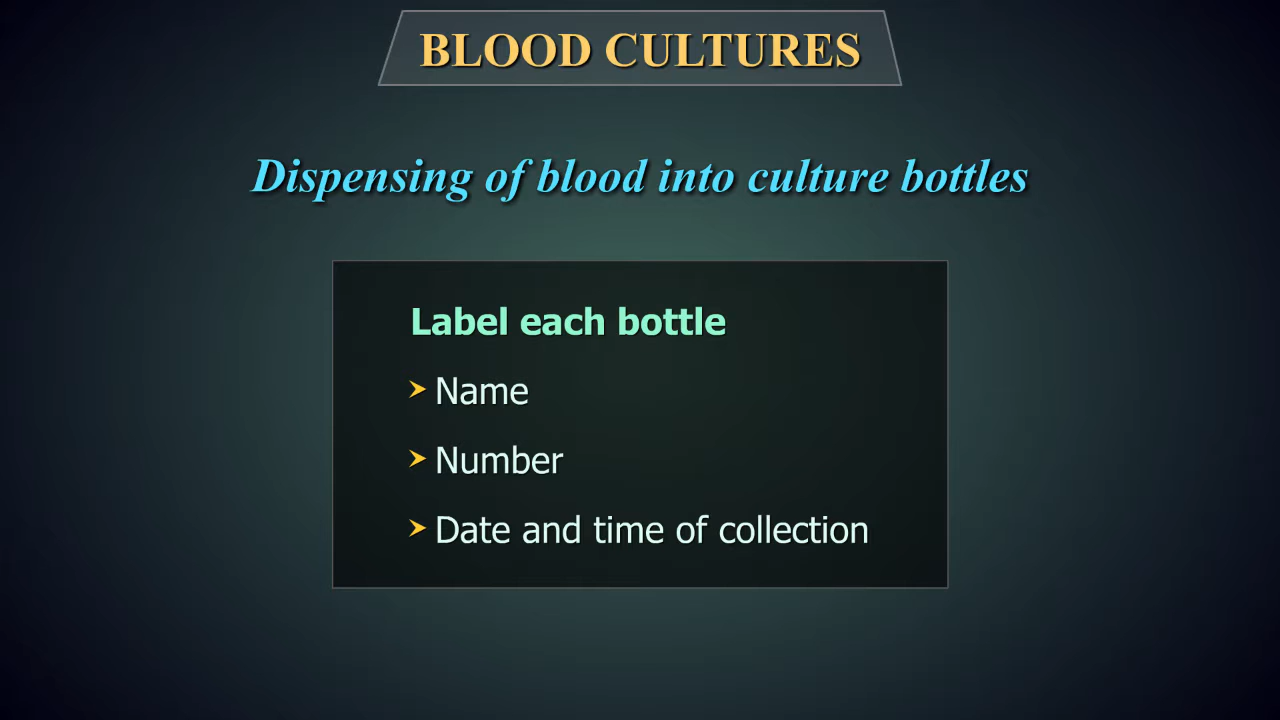 BLOOD CULTURES
Dispensing of blood into culture bottles
Label each bottle
➤ Name
➤ Number
➤ Date and time of collection